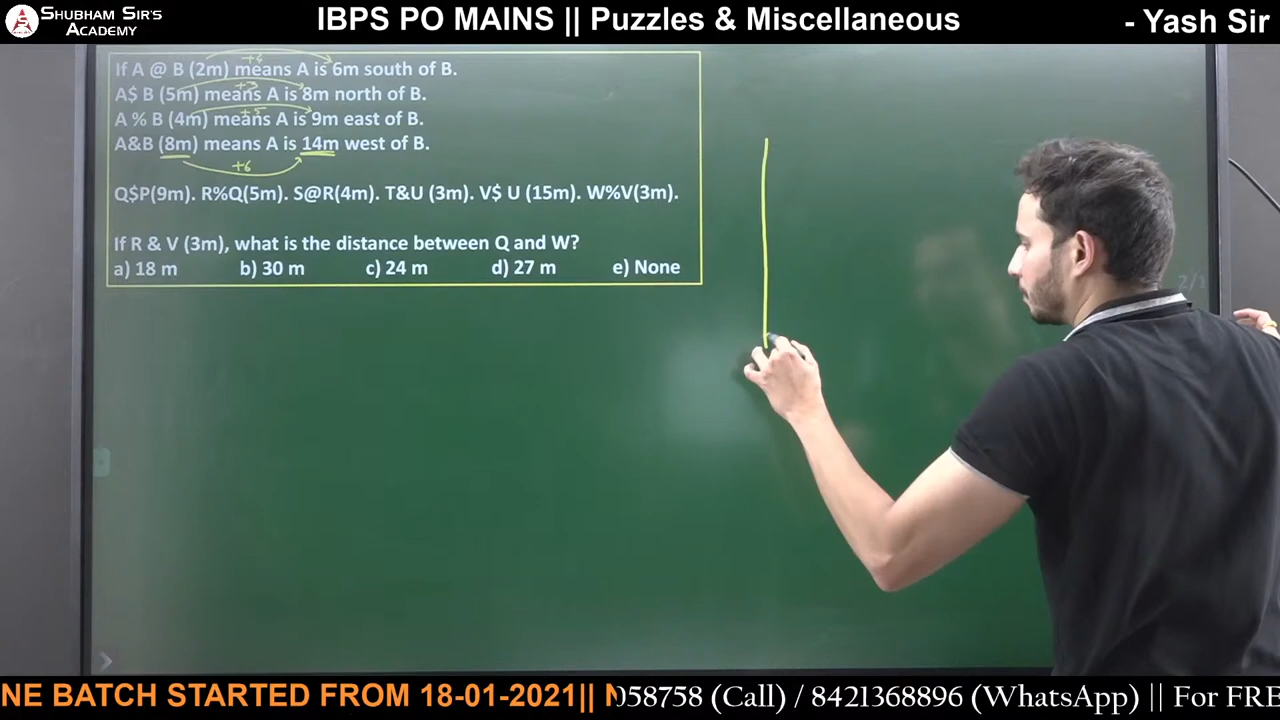 SHUBHAM SIR'S
ACADEMY
IBPS PO MAINS || Puzzles & Miscellaneous
- Yash Sir
+4
If A @ B (2m) means A is 6m south of B.
+3
A$ B (5m) means A is 8m north of B.
+5
A % B (4m) means A is 9m east of B.
A&B (8m) means A is 14m west of B.
+6
Q$P(9m). R%Q(5m). S@R(4m). T&U (3m). V$ U (15m). W%V(3m).
If R & V (3m), what is the distance between Q and W?
a) 18 m b) 30 m c) 24 m d) 27 m e) None
NE BATCH STARTED FROM 18-01-2021||
058758 (Call) / 8421368896 (WhatsApp) || For FRE